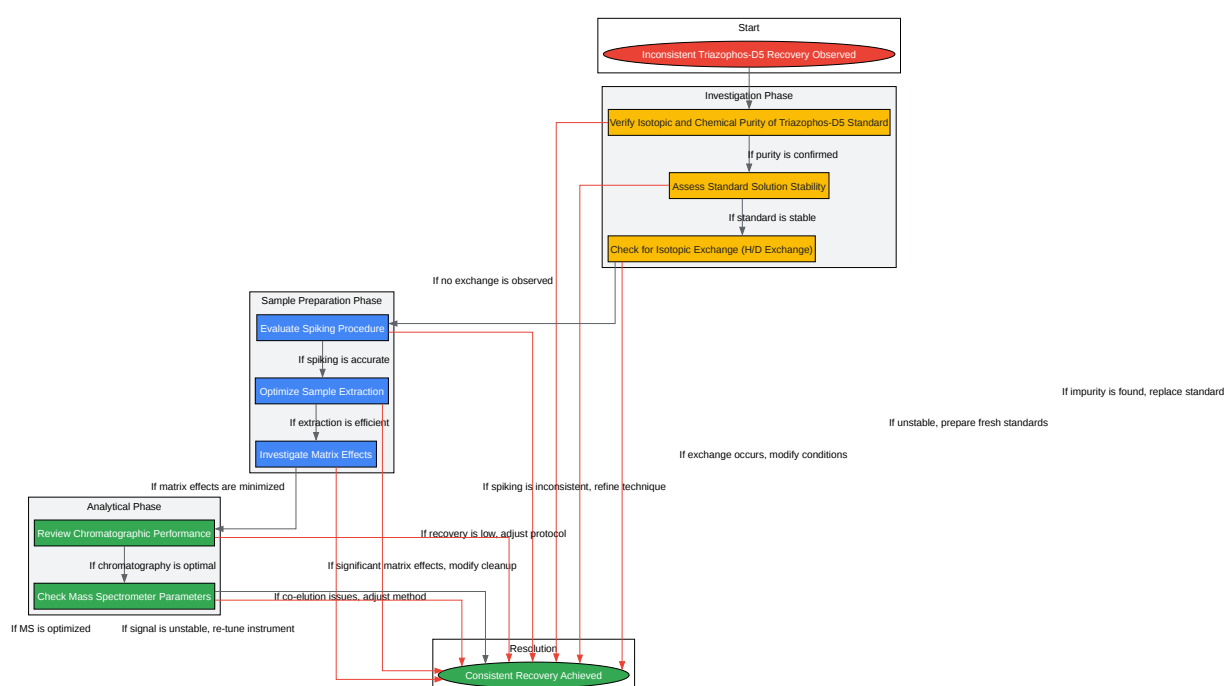 Start
Inconsistent Triazophos-D5 Recovery Observed
Investigation Phase
Verify Isotopic and Chemical Purity of Triazophos-D5 Standard
If purity is confirmed
Assess Standard Solution Stability
If standard is stable
Check for Isotopic Exchange (H/D Exchange)
If no exchange is observed
Sample Preparation Phase
Evaluate Spiking Procedure
If spiking is accurate
Optimize Sample Extraction
If impurity is found, replace standard
If extraction is efficient
If unstable, prepare fresh standards
Investigate Matrix Effects
If exchange occurs, modify conditions
If matrix effects are minimized
If spiking is inconsistent, refine technique
Analytical Phase
Review Chromatographic Performance
If recovery is low, adjust protocol
If chromatography is optimal
If significant matrix effects, modify cleanup
Check Mass Spectrometer Parameters
If co-elution issues, adjust method
If MS is optimized
If signal is unstable, re-tune instrument
Resolution
Consistent Recovery Achieved